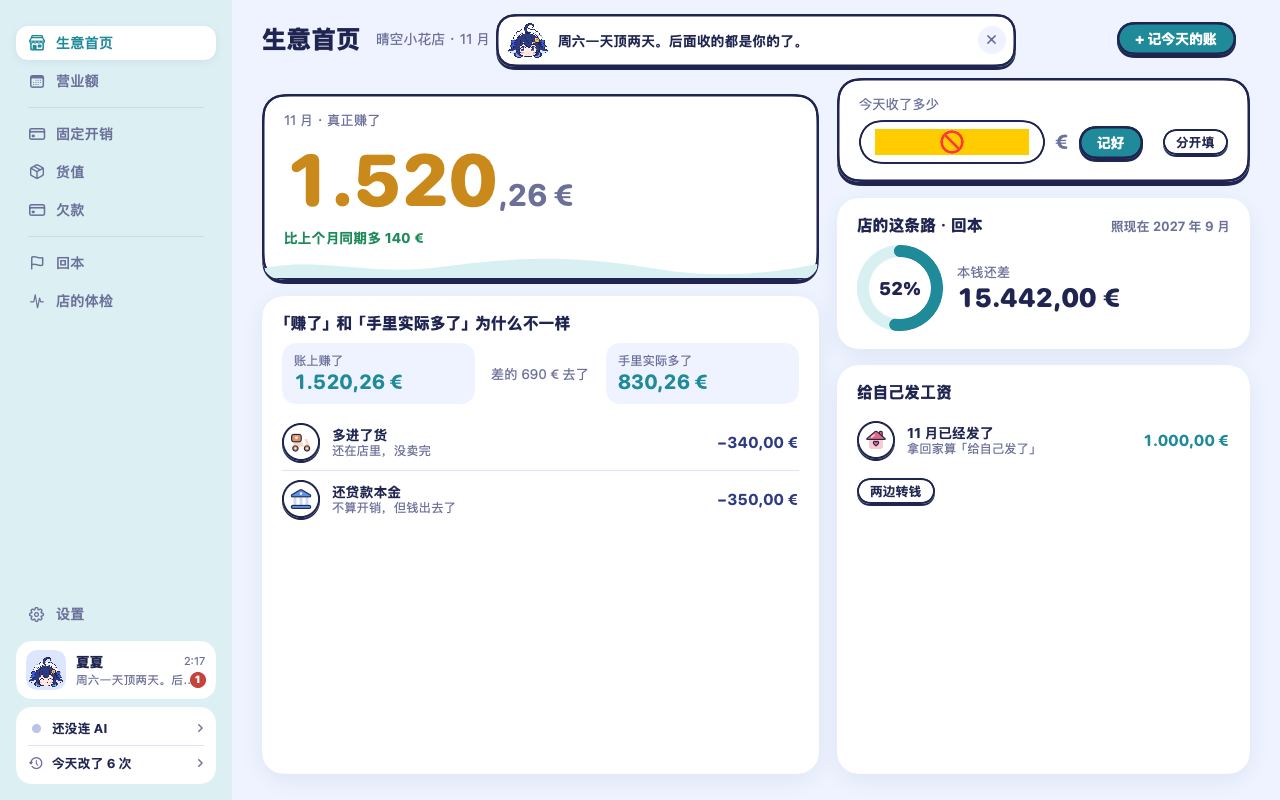 生意首页
营业额
固定开销
货值
欠款
回本
店的体检
设置
夏夏
2:17
周六一天顶两天。后...
1
还没连 AI
今天改了 6 次
生意首页
晴空小花店 · 11 月
周六一天顶两天。后面收的都是你的了。
+ 记今天的账
11 月 · 真正赚了
1.520,26 €
比上个月同期多 140 €
「赚了」和「手里实际多了」为什么不一样
账上赚了
1.520,26 €
差的 690 € 去了
手里实际多了
830,26 €
多进了货
还在店里，没卖完
−340,00 €
还贷款本金
不算开销，但钱出去了
−350,00 €
今天收了多少
€
记好
分开填
店的这条路 · 回本
照现在 2027 年 9 月
52%
本钱还差
15.442,00 €
给自己发工资
11 月已经发了
拿回家算「给自己发了」
1.000,00 €
两边转钱